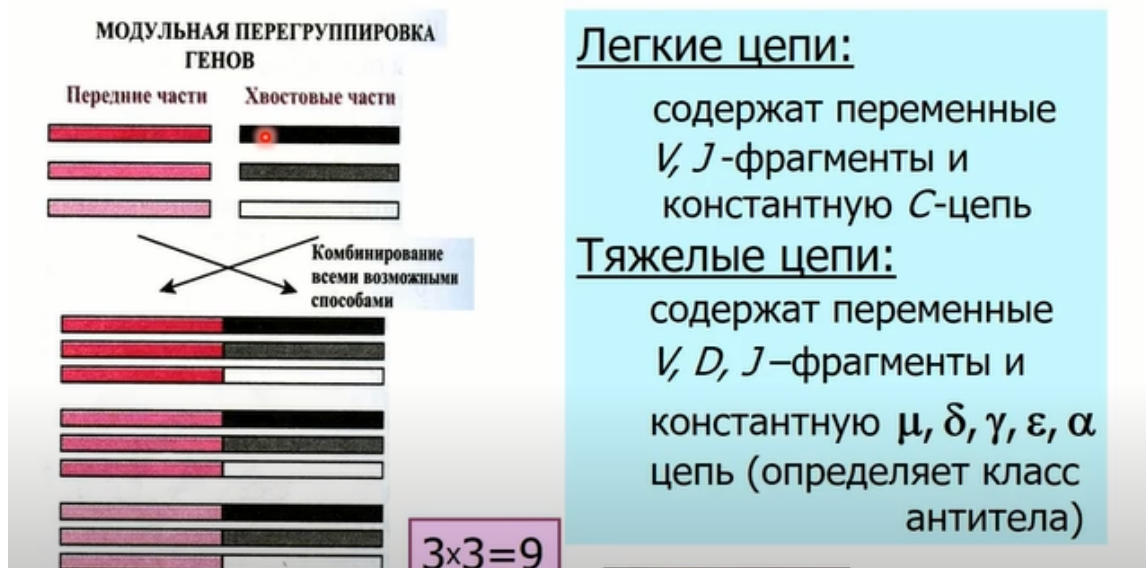 МОДУЛЬНАЯ ПЕРЕГРУППИРОВКА
ГЕНОВ
Передние части
Хвостовые части
Комбинирование
всеми возможными
способами
3x3=9
Легкие цепи:
содержат переменные
V, J -фрагменты и
константную C-цепь
Тяжелые цепи:
содержат переменные
V, D, J –фрагменты и
константную μ, δ, γ, ε, α
цепь (определяет класс
антитела)